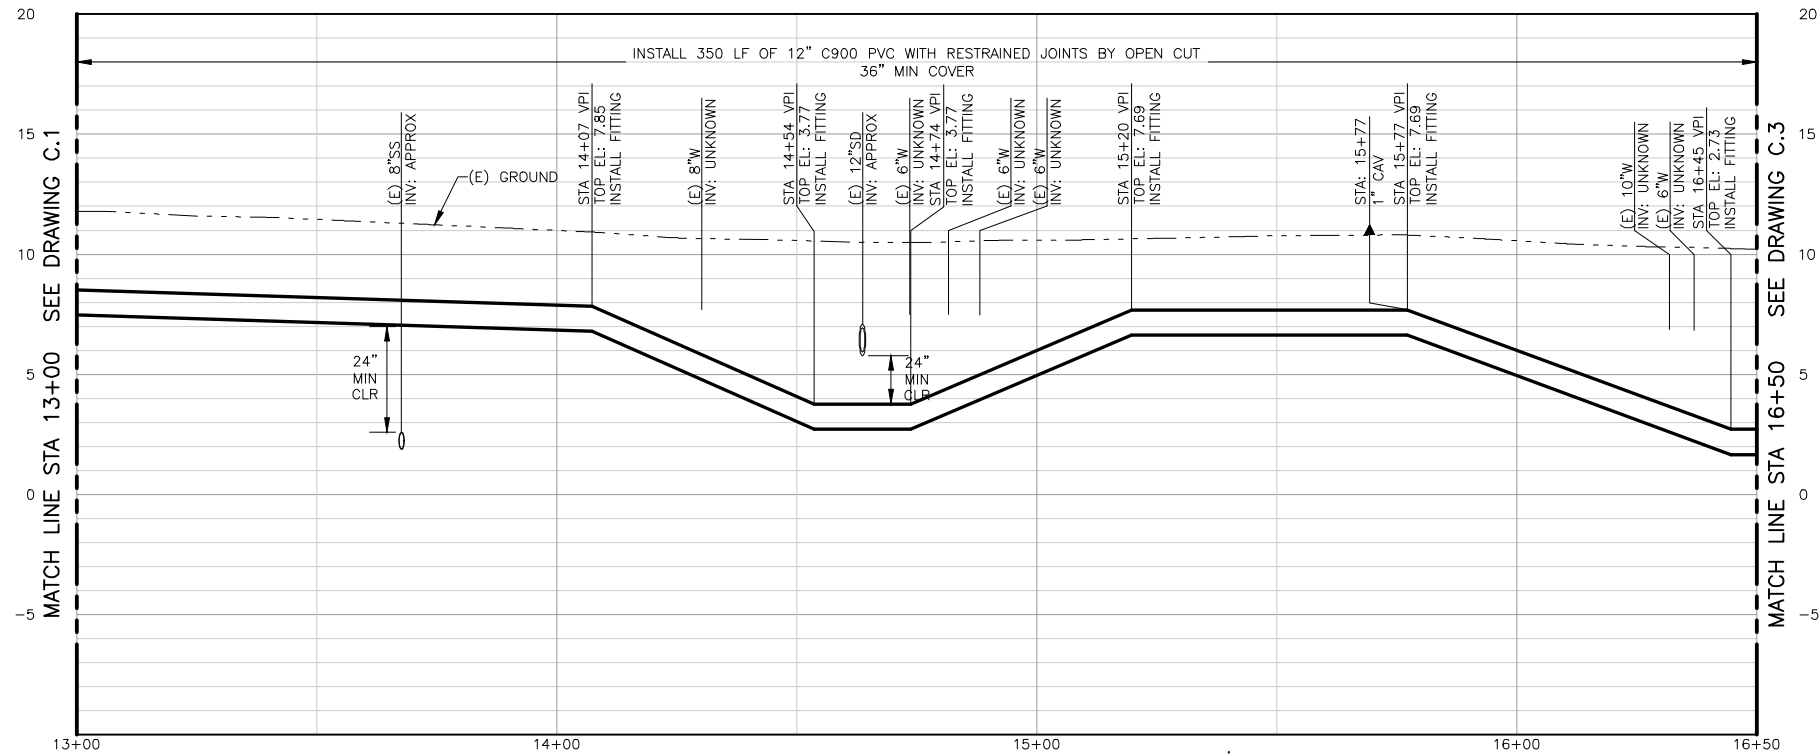 INSTALL 350 LF OF 12" C900 PVC WITH RESTRAINED JOINTS BY OPEN CUT
36" MIN COVER
20
15
10
5
0
-5
MATCH LINE STA 13+00 SEE DRAWING C.1
(E) 8"SS
INV: APPROX
(E) GROUND
STA 14+07 VPI
TOP EL: 7.85
INSTALL FITTING
(E) 8"W
INV: UNKNOWN
STA 14+54 VPI
TOP EL: 3.77
INSTALL FITTING
(E) 12"SD
INV: APPROX
(E) 6"W
INV: UNKNOWN
STA 14+74 VPI
TOP EL: 3.77
INSTALL FITTING
(E) 6"W
INV: UNKNOWN
(E) 6"W
INV: UNKNOWN
STA 15+20 VPI
TOP EL: 7.69
INSTALL FITTING
STA: 15+77
1" CAV
STA 15+77 VPI
TOP EL: 7.69
INSTALL FITTING
(E) 10"W
INV: UNKNOWN
(E) 6"W
INV: UNKNOWN
STA 16+45 VPI
TOP EL: 2.73
INSTALL FITTING
24"
MIN
CLR
24"
MIN
CLR
MATCH LINE STA 16+50 SEE DRAWING C.3
20
15
10
5
0
-5
13+00
14+00
15+00
16+00
16+50